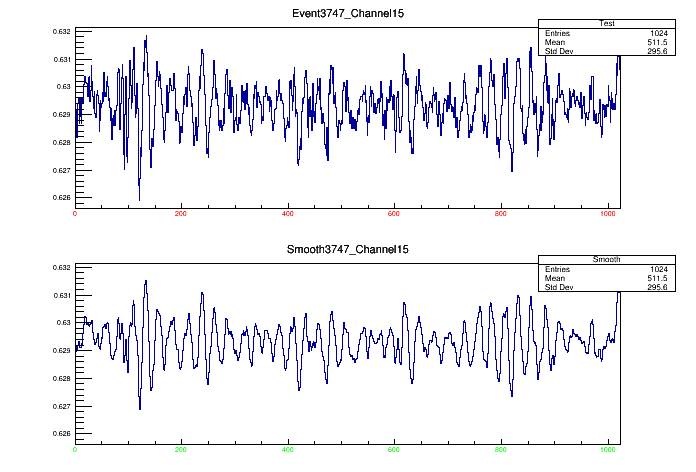 Event3747_Channel15
Test
Entries 1024
Mean 511.5
Std Dev 295.6
0.632
0.631
0.63
0.629
0.628
0.627
0.626
0 200 400 600 800 1000
Smooth3747_Channel15
Smooth
Entries 1024
Mean 511.5
Std Dev 295.6
0.632
0.631
0.63
0.629
0.628
0.627
0.626
0 200 400 600 800 1000